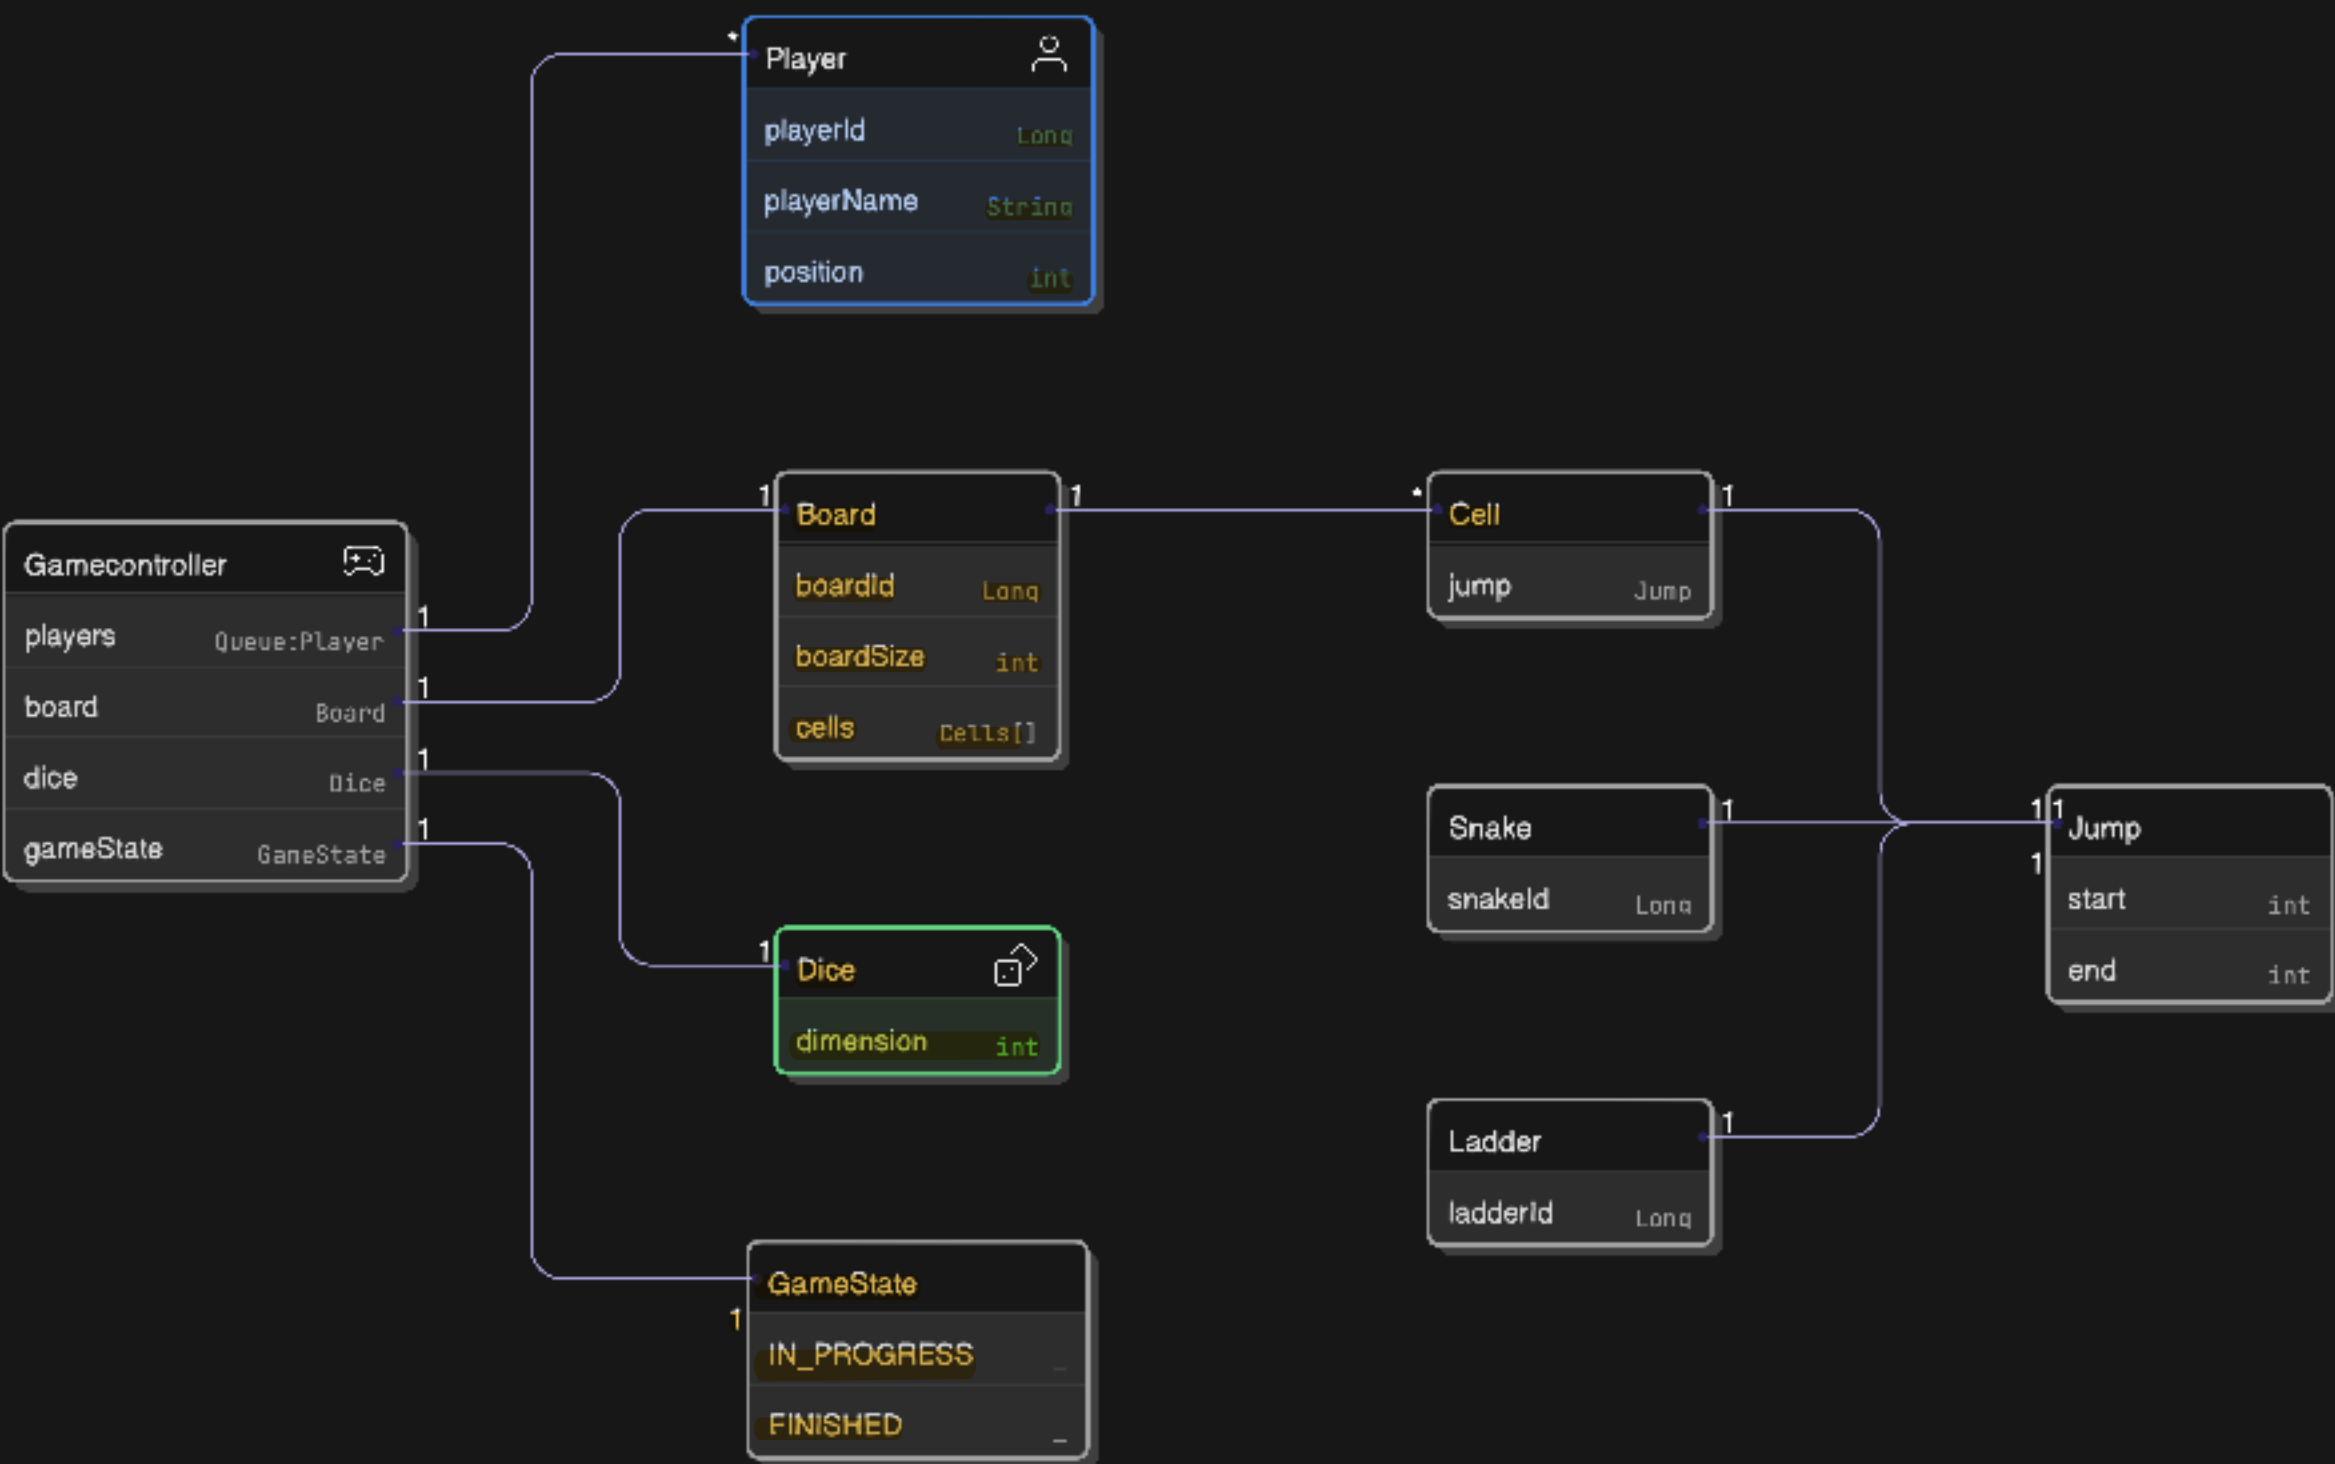 *
Player
playerId Long
playerName String
position int
Gamecontroller
players Queue:Player
board Board
dice Dice
gameState GameState
1
1
1
1
1
Board
1
boardId Long
boardSize int
cells Cells[]
*
Cell
1
jump Jump
Snake
1
snakeId Long
1 1
1
Jump
start int
end int
1
Dice
dimension int
Ladder
1
ladderId Long
GameState
1
IN_PROGRESS _
FINISHED _